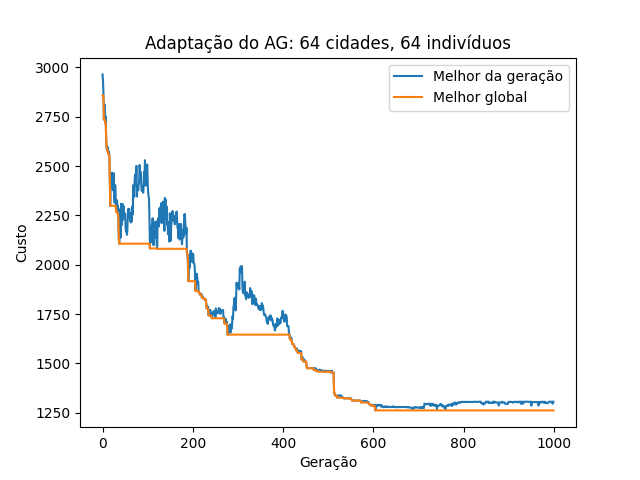 Adaptação do AG: 64 cidades, 64 indivíduos
Melhor da geração
Melhor global
3000
2750
2500
2250
2000
1750
1500
1250
Custo
0 200 400 600 800 1000
Geração